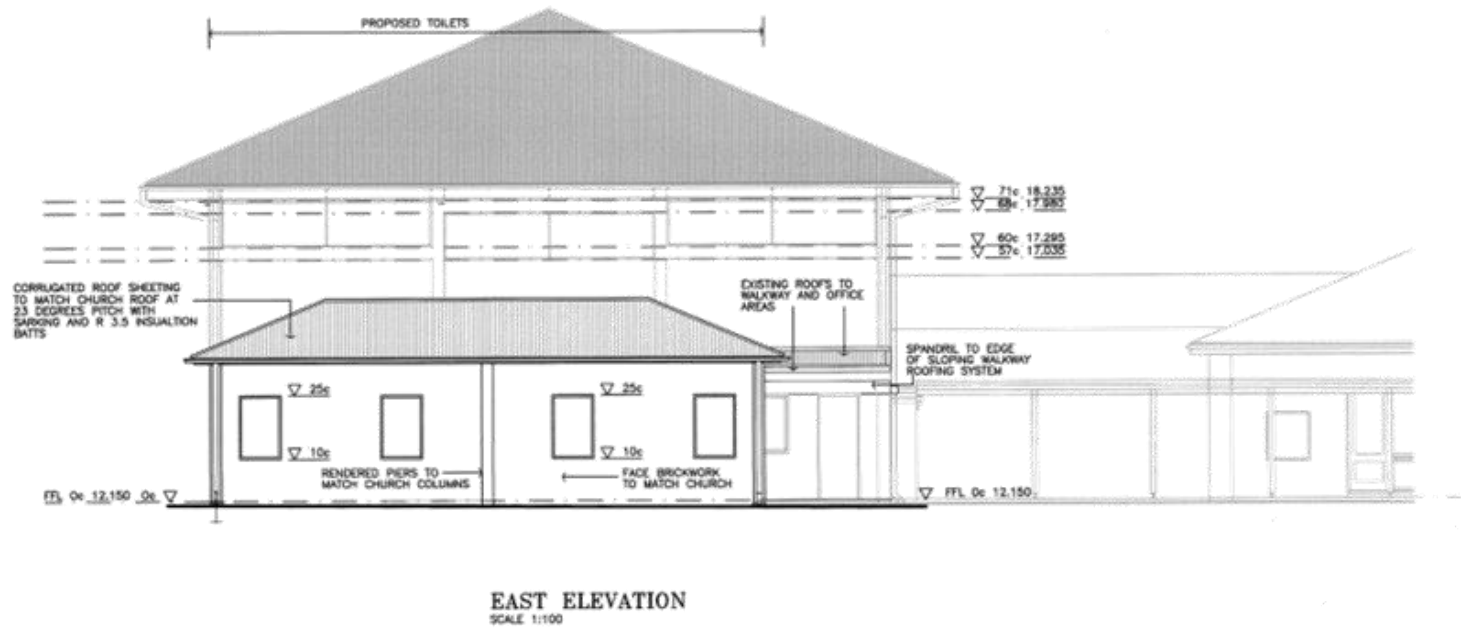 PROPOSED TOILETS
71c 18.235
68c 17.980
60c 17.295
57c 17.035
CORRUGATED ROOF SHEETING
TO MATCH CHURCH ROOF AT
23 DEGREES PITCH WITH
SARKING AND R 3.5 INSUALTION
BATTS
EXISTING ROOFS TO
WALKWAY AND OFFICE
AREAS
SPANDRIL TO EDGE
OF SLOPING WALKWAY
ROOFING SYSTEM
25c
25c
10c
10c
RENDERED PIERS TO
MATCH CHURCH COLUMNS
FACE BRICKWORK
TO MATCH CHURCH
FFL 0c 12.150 0c
FFL 0c 12.150
EAST ELEVATION
SCALE 1:100